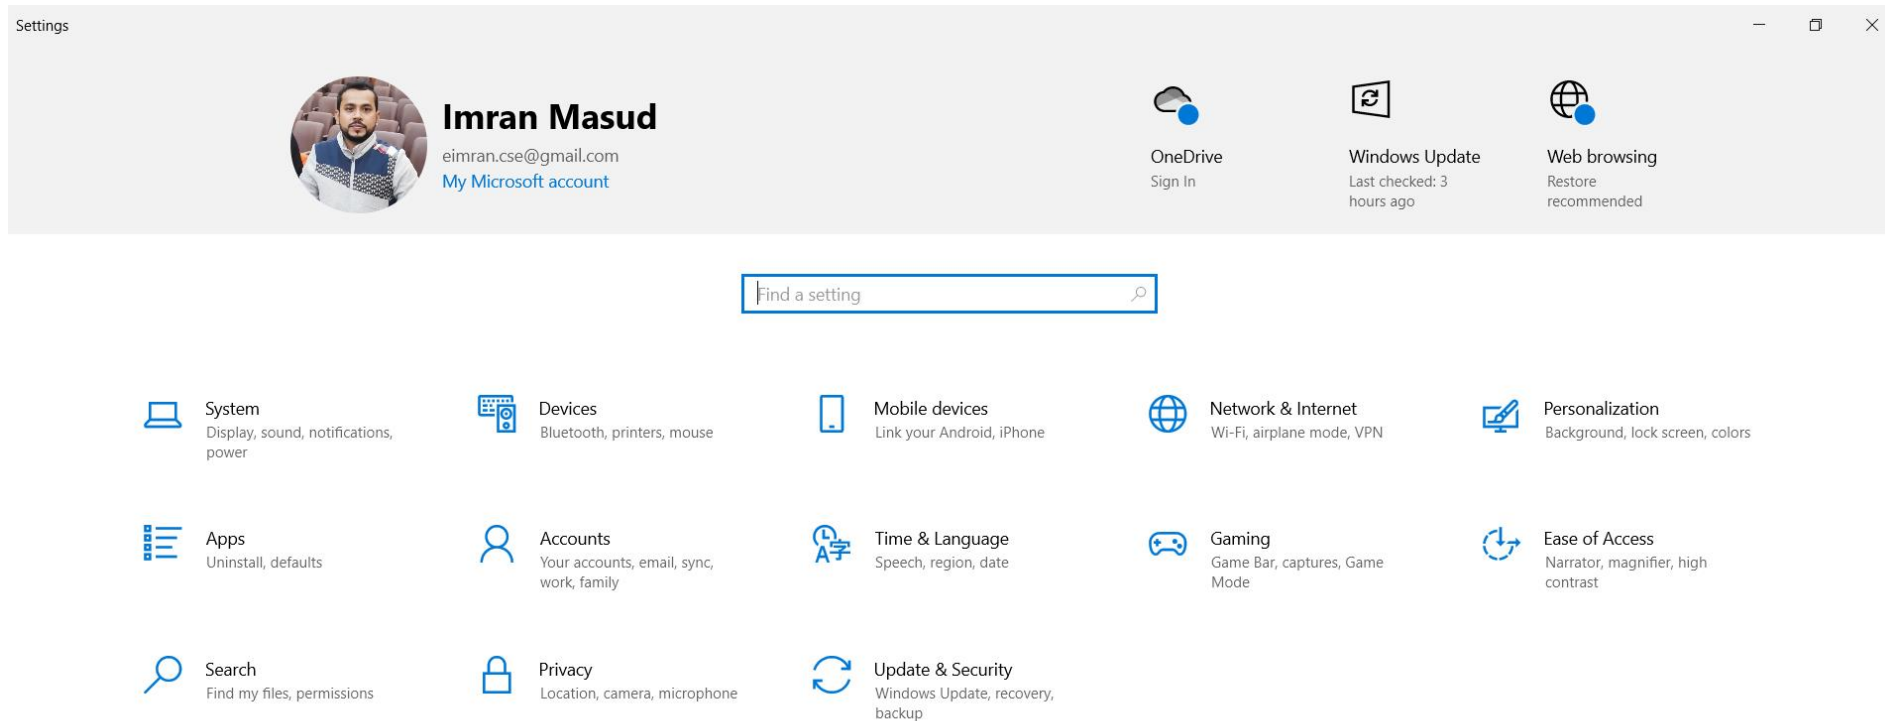 Settings
Imran Masud
eimran.cse@gmail.com
My Microsoft account
OneDrive
Sign In
Windows Update
Last checked: 3
hours ago
Web browsing
Restore
recommended
Find a setting
System
Display, sound, notifications,
power
Devices
Bluetooth, printers, mouse
Mobile devices
Link your Android, iPhone
Network & Internet
Wi-Fi, airplane mode, VPN
Personalization
Background, lock screen, colors
Apps
Uninstall, defaults
Accounts
Your accounts, email, sync,
work, family
Time & Language
Speech, region, date
Gaming
Game Bar, captures, Game
Mode
Ease of Access
Narrator, magnifier, high
contrast
Search
Find my files, permissions
Privacy
Location, camera, microphone
Update & Security
Windows Update, recovery,
backup